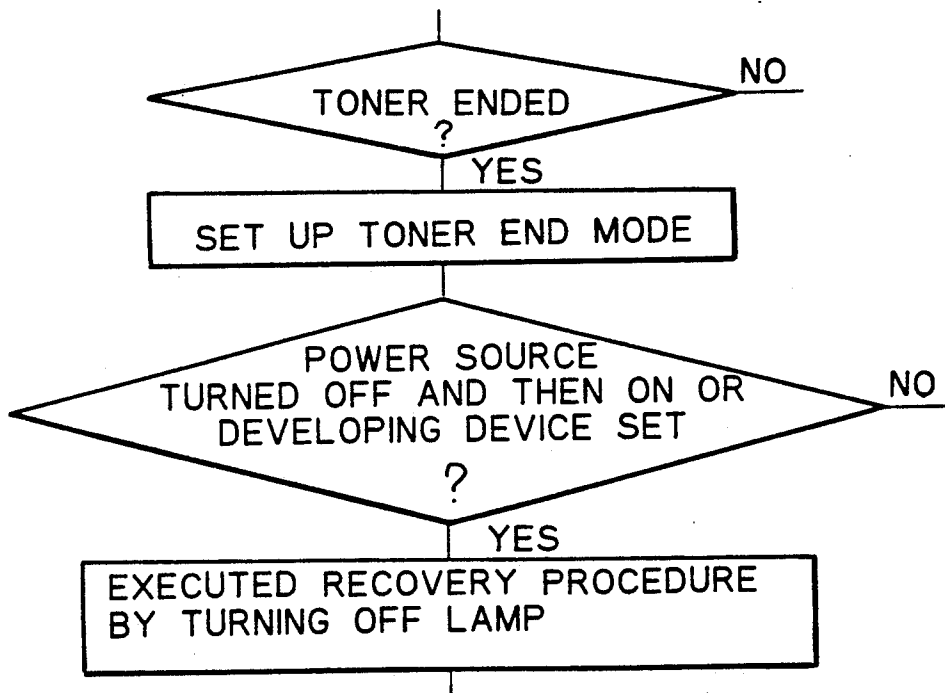 NO
TONER ENDED
?
YES
SET UP TONER END MODE
POWER SOURCE
TURNED OFF AND THEN ON OR
DEVELOPING DEVICE SET
?
NO
YES
EXECUTED RECOVERY PROCEDURE
BY TURNING OFF LAMP